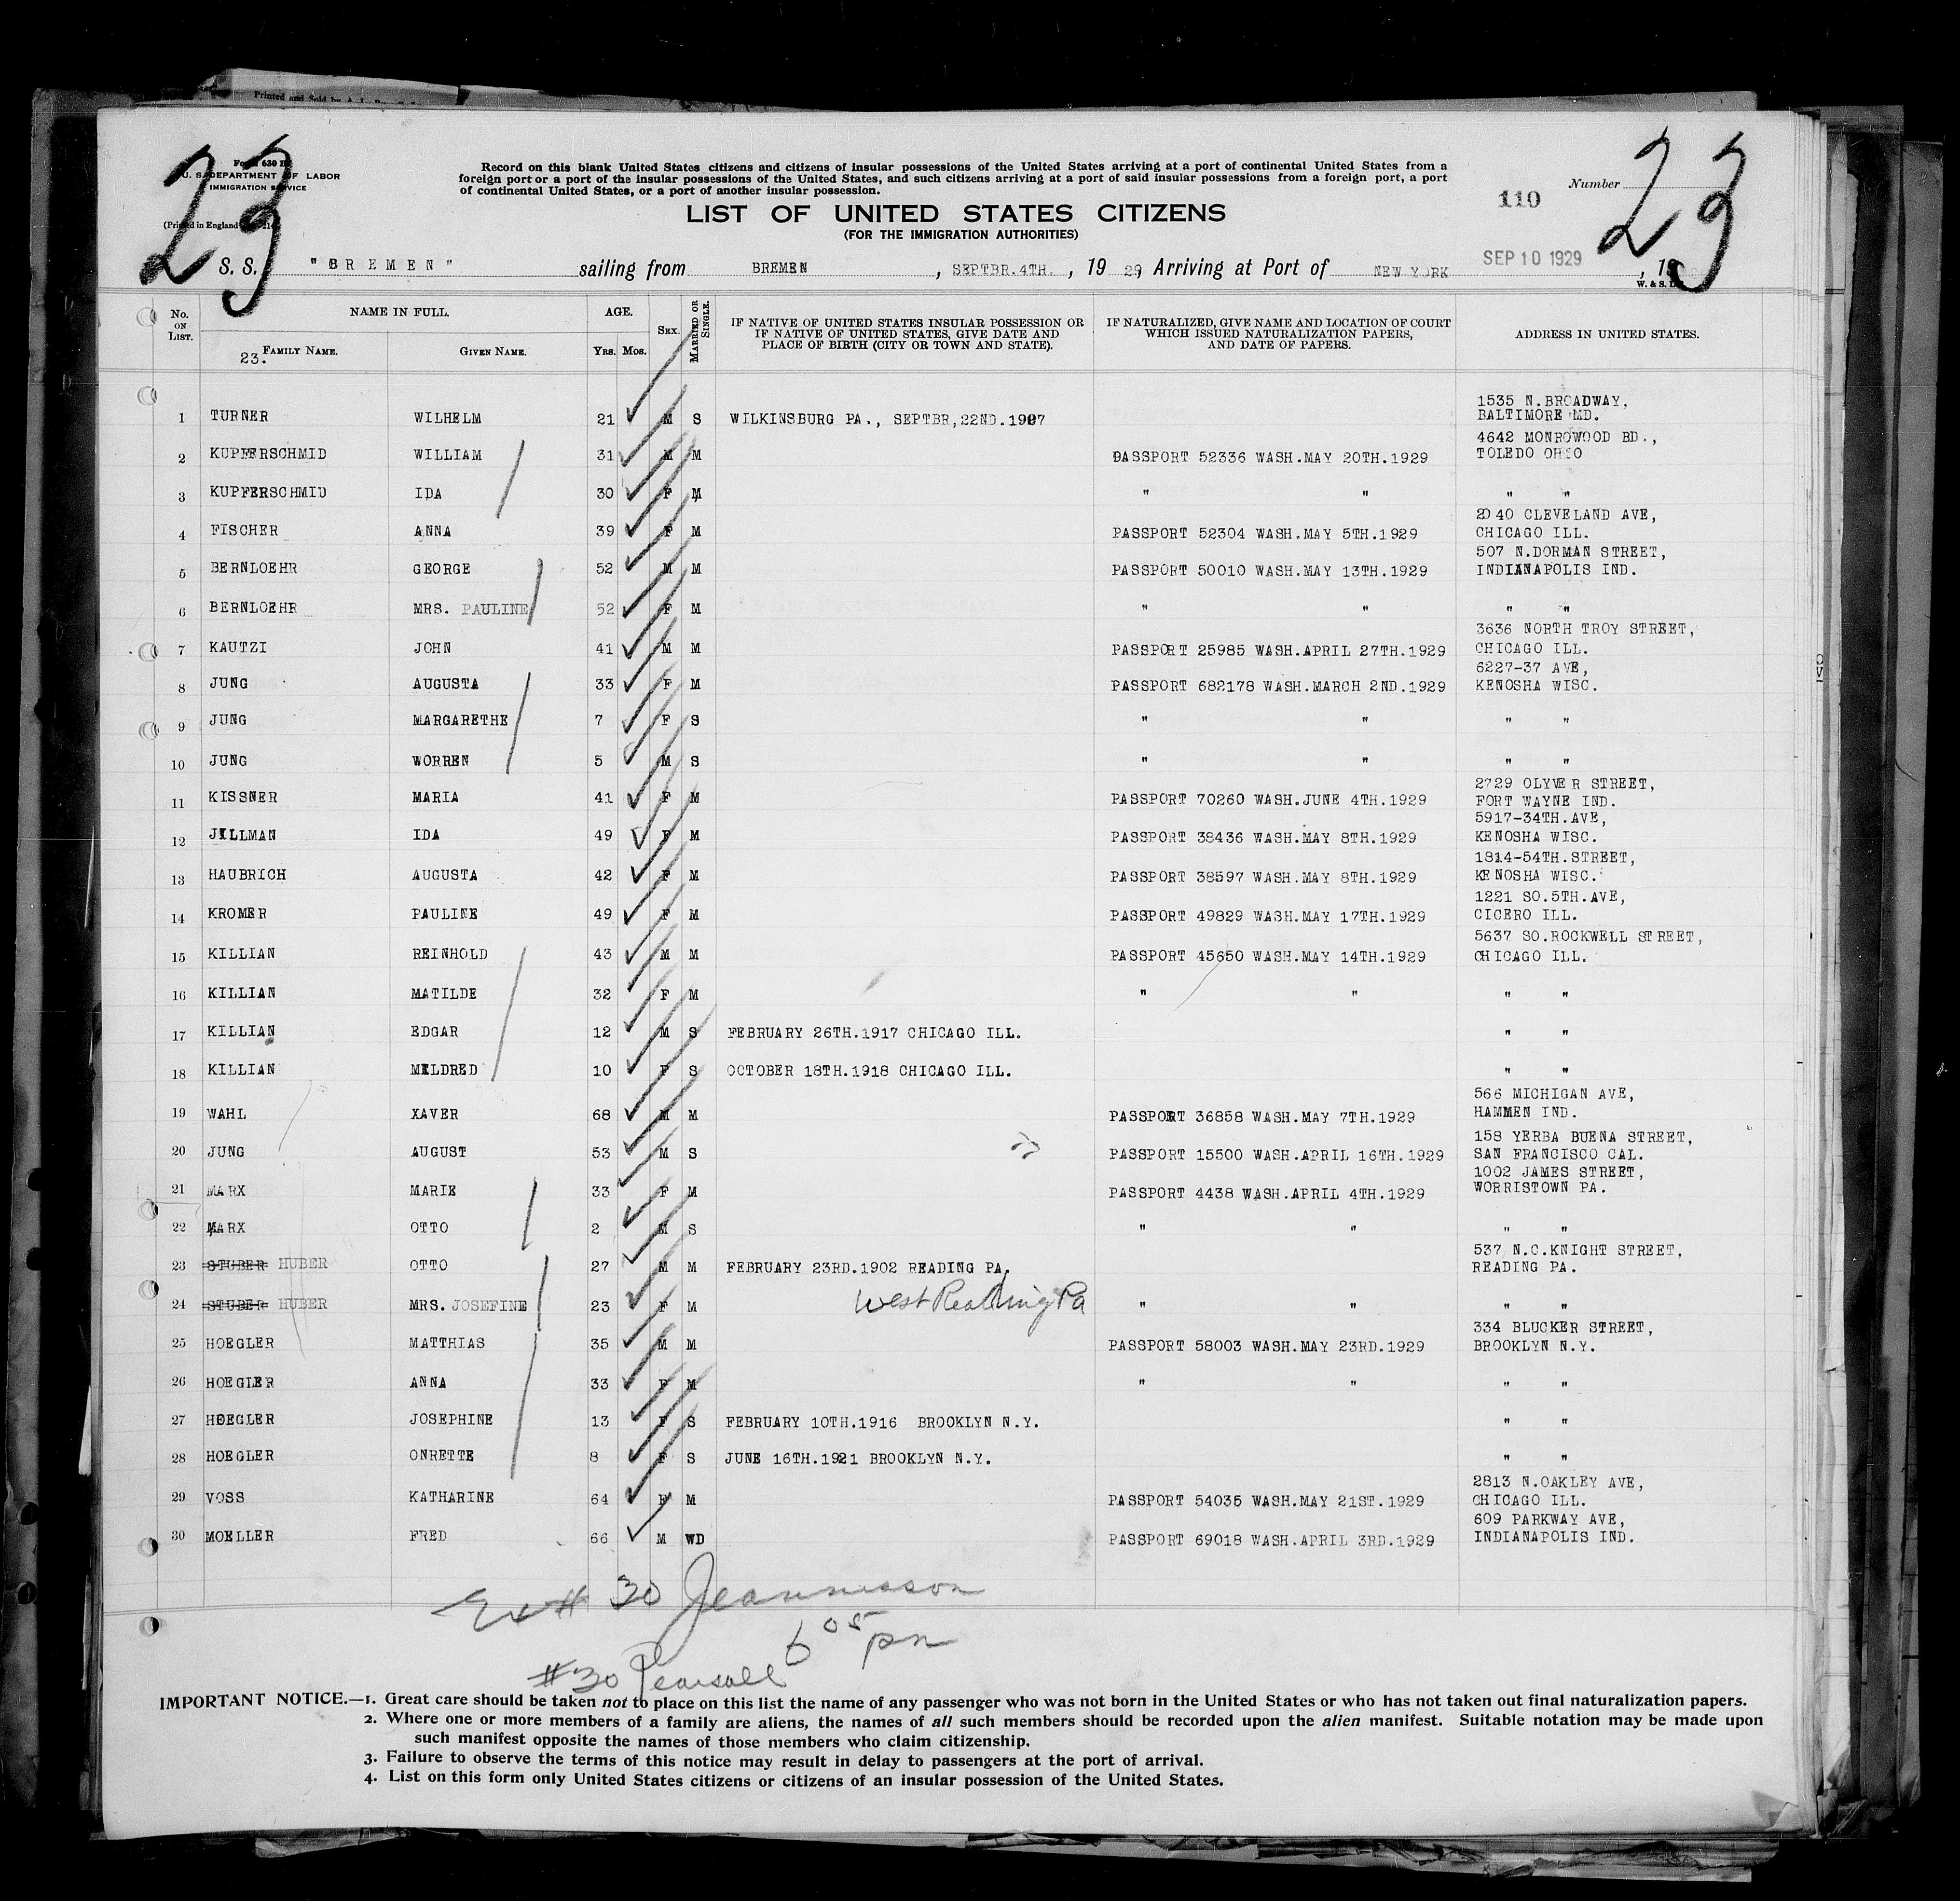 Printed and Sold by A. L.
23
23
Form 630 B
U. S. DEPARTMENT OF LABOR
IMMIGRATION SERVICE
(Printed in England
Record on this blank United States citizens and citizens of insular possessions of the United States arriving at a port of continental United States from a
foreign port or a port of the insular possessions of the United States, and such citizens arriving at a port of said insular possessions from a foreign port, a port
of continental United States, or a port of another insular possession.
110
Number
LIST OF UNITED STATES CITIZENS
(FOR THE IMMIGRATION AUTHORITIES)
S. S. "BREMEN" sailing from BREMEN, SEPTBR.4TH., 19 29, Arriving at Port of NEW YORK SEP 10 1929, 19
W. & S. Ltd.
No. ON LIST.
NAME IN FULL.
23. FAMILY NAME.
GIVEN NAME.
AGE.
YRS. MOS.
SEX.
MARRIED OR SINGLE.
IF NATIVE OF UNITED STATES INSULAR POSSESSION OR
IF NATIVE OF UNITED STATES, GIVE DATE AND
PLACE OF BIRTH (CITY OR TOWN AND STATE).
IF NATURALIZED, GIVE NAME AND LOCATION OF COURT
WHICH ISSUED NATURALIZATION PAPERS,
AND DATE OF PAPERS.
ADDRESS IN UNITED STATES.
1 TURNER WILHELM 21 M S WILKINSBURG PA., SEPTBR,22ND.1907 1535 N.BROADWAY,
BALTIMORE MD.
2 KUPFERSCHMID WILLIAM 31 M M PASSPORT 52336 WASH.MAY 20TH.1929 4642 MONROWOOD BD.,
TOLEDO OHIO
3 KUPFERSCHMID IDA 30 F M " " " "
4 FISCHER ANNA 39 F M PASSPORT 52304 WASH.MAY 5TH.1929 2040 CLEVELAND AVE,
CHICAGO ILL.
5 BERNLOEHR GEORGE 52 M M PASSPORT 50010 WASH.MAY 13TH.1929 507 N.DORMAN STREET,
INDIANAPOLIS IND.
6 BERNLOEHR MRS. PAULINE 52 F M " " " "
7 KAUTZI JOHN 41 M M PASSPORT 25985 WASH.APRIL 27TH.1929 3636 NORTH TROY STREET,
CHICAGO ILL.
8 JUNG AUGUSTA 33 F M PASSPORT 682178 WASH.MARCH 2ND.1929 6227-37 AVE,
KENOSHA WISC.
9 JUNG MARGARETHE 7 F S " " " "
10 JUNG WORREN 5 M S " " " "
11 KISSNER MARIA 41 F M PASSPORT 70260 WASH.JUNE 4TH.1929 2729 OLYVER STREET,
FORT WAYNE IND.
12 JILLMAN IDA 49 F M PASSPORT 38436 WASH.MAY 8TH.1929 5917-34TH.AVE,
KENOSHA WISC.
13 HAUBRICH AUGUSTA 42 F M PASSPORT 38597 WASH.MAY 8TH.1929 1814-54TH.STREET,
KENOSHA WISC.
14 KROMER PAULINE 49 F M PASSPORT 49829 WASH.MAY 17TH.1929 1221 SO.5TH.AVE,
CICERO ILL.
15 KILLIAN REINHOLD 43 M M PASSPORT 45650 WASH.MAY 14TH.1929 5637 SO.ROCKWELL STREET,
CHICAGO ILL.
16 KILLIAN MATILDE 32 F M " " " "
17 KILLIAN EDGAR 12 M S FEBRUARY 26TH.1917 CHICAGO ILL. " "
18 KILLIAN MILDRED 10 F S OCTOBER 18TH.1918 CHICAGO ILL. " "
19 WAHL XAVER 68 M M PASSPORT 36858 WASH.MAY 7TH.1929 566 MICHIGAN AVE,
HAMMEN IND.
20 JUNG AUGUST 53 M S PASSPORT 15500 WASH.APRIL 16TH.1929 158 YERBA BUENA STREET,
SAN FRANCISCO CAL.
21 MARX MARIE 33 F M PASSPORT 4438 WASH.APRIL 4TH.1929 1002 JAMES STREET,
WORRISTOWN PA.
22 MARX OTTO 2 M S " " " "
23 STUBER HUBER OTTO 27 M M FEBRUARY 23RD.1902 READING PA. 537 N.C.KNIGHT STREET,
READING PA.
24 STUBER HUBER MRS. JOSEFINE 23 F M West Reading Pa " " " "
25 HOEGLER MATTHIAS 35 M M PASSPORT 58003 WASH.MAY 23RD.1929 334 BLUCKER STREET,
BROOKLYN N.Y.
26 HOEGLER ANNA 33 F M " " " "
27 HOEGLER JOSEPHINE 13 F S FEBRUARY 10TH.1916 BROOKLYN N.Y. " "
28 HOEGLER ONRETTE 8 F S JUNE 16TH.1921 BROOKLYN N.Y. " "
29 VOSS KATHARINE 64 F M PASSPORT 54035 WASH.MAY 21ST.1929 2813 N.OAKLEY AVE,
CHICAGO ILL.
30 MOELLER FRED 66 M WD PASSPORT 69018 WASH.APRIL 3RD.1929 609 PARKWAY AVE,
INDIANAPOLIS IND.
Ex # 30 Jeannisson
6 05 pm
#30 Pearsall
IMPORTANT NOTICE.—1. Great care should be taken not to place on this list the name of any passenger who was not born in the United States or who has not taken out final naturalization papers.
2. Where one or more members of a family are aliens, the names of all such members should be recorded upon the alien manifest. Suitable notation may be made upon
such manifest opposite the names of those members who claim citizenship.
3. Failure to observe the terms of this notice may result in delay to passengers at the port of arrival.
4. List on this form only United States citizens or citizens of an insular possession of the United States.